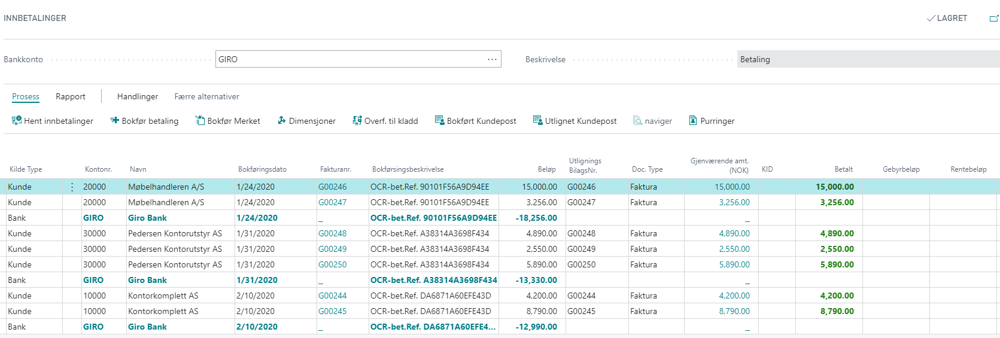 INNBETALINGER LAGRET
Bankkonto GIRO ... Beskrivelse Betaling
Prosess Rapport Handlinger Færre alternativer
Hent innbetalinger Bokfør betaling Bokfør Merket Dimensjoner Overf. til kladd Bokført Kundepost Utlignet Kundepost naviger Purringer
Kilde Type Kontonr. Navn Bokføringsdato Fakturanr. Bokførsingsbeskrivelse Beløp Utlignings BilagsNr. Doc. Type Gjenværende amt. (NOK) KID Betalt Gebyrbeløp Rentebeløp
Kunde 20000 Møbelhandleren A/S 1/24/2020 G00246 OCR-bet.Ref. 90101F56A9D94EE 15,000.00 G00246 Faktura 15,000.00 15,000.00
Kunde 20000 Møbelhandleren A/S 1/24/2020 G00247 OCR-bet.Ref. 90101F56A9D94EE 3,256.00 G00247 Faktura 3,256.00 3,256.00
Bank GIRO Giro Bank 1/24/2020 _ OCR-bet.Ref. 90101F56A9D94EE -18,256.00 _
Kunde 30000 Pedersen Kontorutstyr AS 1/31/2020 G00248 OCR-bet.Ref. A38314A3698F434 4,890.00 G00248 Faktura 4,890.00 4,890.00
Kunde 30000 Pedersen Kontorutstyr AS 1/31/2020 G00249 OCR-bet.Ref. A38314A3698F434 2,550.00 G00249 Faktura 2,550.00 2,550.00
Kunde 30000 Pedersen Kontorutstyr AS 1/31/2020 G00250 OCR-bet.Ref. A38314A3698F434 5,890.00 G00250 Faktura 5,890.00 5,890.00
Bank GIRO Giro Bank 1/31/2020 _ OCR-bet.Ref. A38314A3698F434 -13,330.00 _
Kunde 10000 Kontorkomplett AS 2/10/2020 G00244 OCR-bet.Ref. DA6871A60EFE43D 4,200.00 G00244 Faktura 4,200.00 4,200.00
Kunde 10000 Kontorkomplett AS 2/10/2020 G00245 OCR-bet.Ref. DA6871A60EFE43D 8,790.00 G00245 Faktura 8,790.00 8,790.00
Bank GIRO Giro Bank 2/10/2020 _ OCR-bet.Ref. DA6871A60EFE4... -12,990.00 _